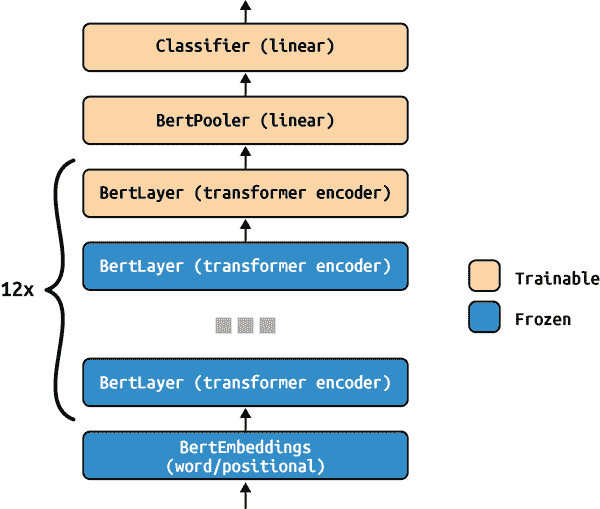 Classifier (linear)
BertPooler (linear)
BertLayer (transformer encoder)
BertLayer (transformer encoder)
12x
BertLayer (transformer encoder)
BertEmbeddings
(word/positional)
Trainable
Frozen